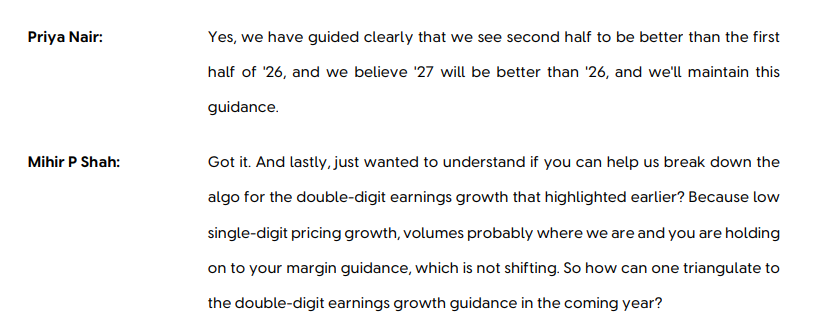 Priya Nair: Yes, we have guided clearly that we see second half to be better than the first
half of '26, and we believe '27 will be better than '26, and we'll maintain this
guidance.
Mihir P Shah: Got it. And lastly, just wanted to understand if you can help us break down the
algo for the double-digit earnings growth that highlighted earlier? Because low
single-digit pricing growth, volumes probably where we are and you are holding
on to your margin guidance, which is not shifting. So how can one triangulate to
the double-digit earnings growth guidance in the coming year?